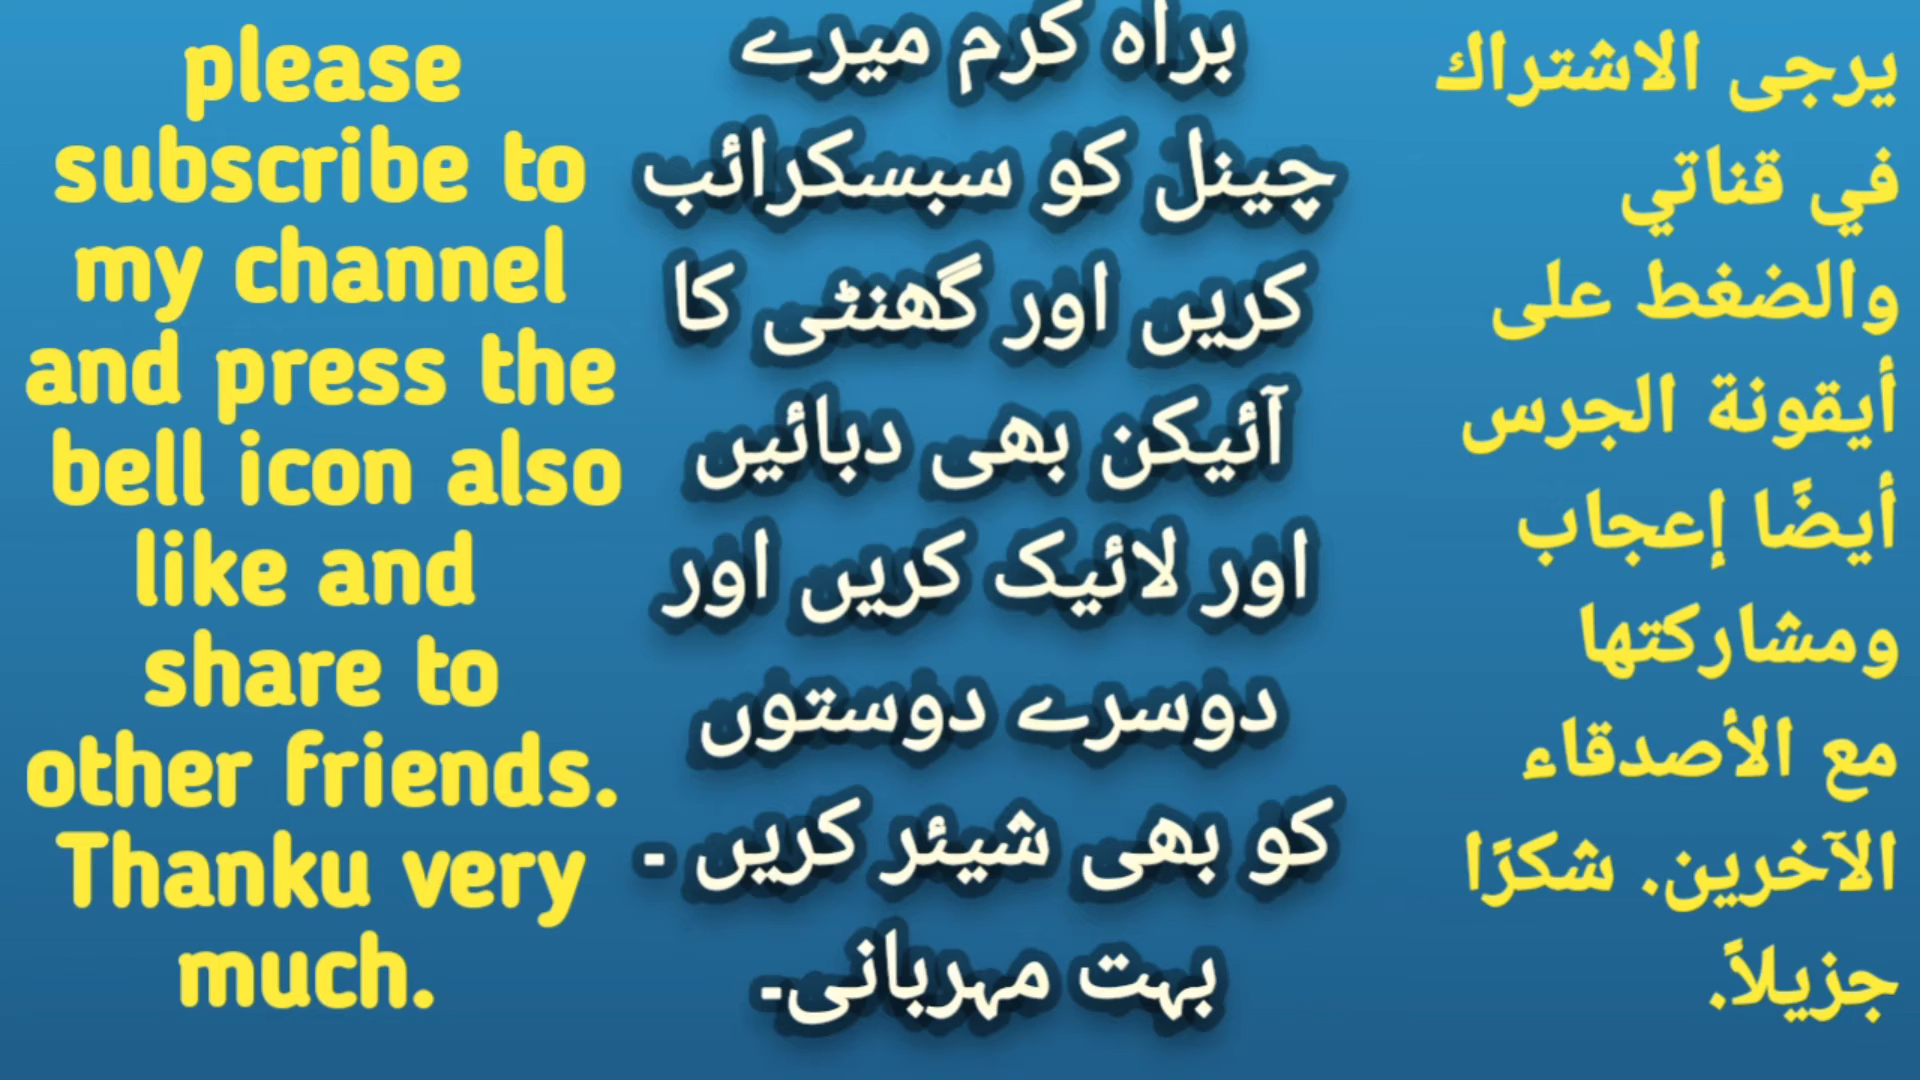 please
subscribe to
my channel
and press the
bell icon also
like and
share to
other friends.
Thanku very
much.
براہ کرم میرے
چینل کو سبسکرائب
کریں اور گھنٹی کا
آئیکن بھی دبائیں
اور لائیک کریں اور
دوسرے دوستوں
کو بھی شیئر کریں ۔
بہت مہربانی۔
يرجى الاشتراك
في قناتي
والضغط على
أيقونة الجرس
أيضًا إعجاب
ومشاركتها
مع الأصدقاء
الآخرين. شكرًا
جزيلاً.